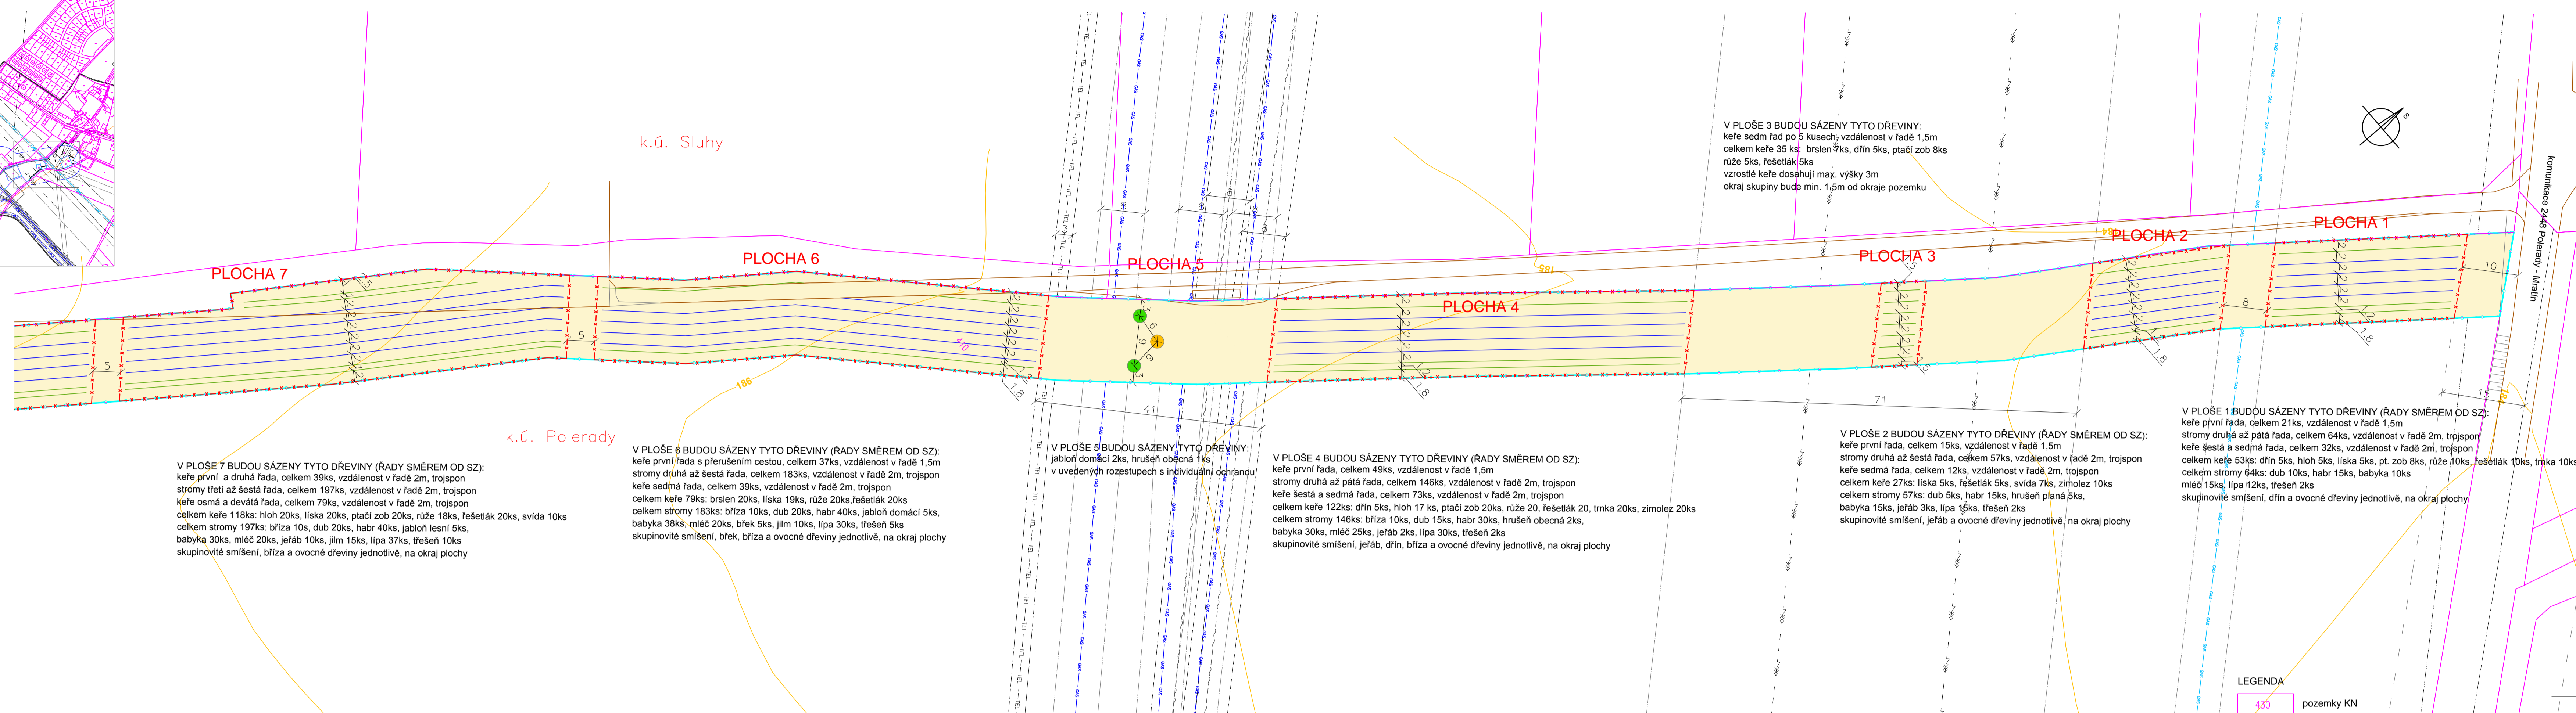 k.ú. Sluhy
k.ú. Polerady
PLOCHA 7
PLOCHA 6
PLOCHA 5
PLOCHA 4
PLOCHA 3
PLOCHA 2
PLOCHA 1
V PLOŠE 3 BUDOU SÁZENY TYTO DŘEVINY:
keře sedm řad po 5 kusech, vzdálenost v řadě 1,5m
celkem keře 35 ks: brslen 7ks, dřín 5ks, ptačí zob 8ks
růže 5ks, řešetlák 5ks
vzrostlé keře dosahují max. výšky 3m
okraj skupiny bude min. 1,5m od okraje pozemku
komunikace 2448 Polerady - Mratín
V PLOŠE 7 BUDOU SÁZENY TYTO DŘEVINY (ŘADY SMĚREM OD SZ):
keře první a druhá řada, celkem 39ks, vzdálenost v řadě 2m, trojspon
stromy třetí až šestá řada, celkem 197ks, vzdálenost v řadě 2m, trojspon
keře osmá a devátá řada, celkem 79ks, vzdálenost v řadě 2m, trojspon
celkem keře 118ks: hloh 20ks, líska 20ks, ptačí zob 20ks, růže 18ks, řešetlák 20ks, svída 10ks
celkem stromy 197ks: bříza 10s, dub 20ks, habr 40ks, jabloň lesní 5ks,
babyka 30ks, mléč 20ks, jeřáb 10ks, jilm 15ks, lípa 37ks, třešeň 10ks
skupinovité smíšení, bříza a ovocné dřeviny jednotlivě, na okraj plochy
V PLOŠE 6 BUDOU SÁZENY TYTO DŘEVINY (ŘADY SMĚREM OD SZ):
keře první řada s přerušením cestou, celkem 37ks, vzdálenost v řadě 1,5m
stromy druhá až šestá řada, celkem 183ks, vzdálenost v řadě 2m, trojspon
keře sedmá řada, celkem 39ks, vzdálenost v řadě 2m, trojspon
celkem keře 79ks: brslen 20ks, líska 19ks, růže 20ks,řešetlák 20ks
celkem stromy 183ks: bříza 10ks, dub 20ks, habr 40ks, jabloň domácí 5ks,
babyka 38ks, mléč 20ks, břek 5ks, jilm 10ks, lípa 30ks, třešeň 5ks
skupinovité smíšení, břek, bříza a ovocné dřeviny jednotlivě, na okraj plochy
V PLOŠE 5 BUDOU SÁZENY TYTO DŘEVINY:
jabloň domácí 2ks, hrušeň obecná 1ks
v uvedených rozestupech s individuální ochranou
V PLOŠE 4 BUDOU SÁZENY TYTO DŘEVINY (ŘADY SMĚREM OD SZ):
keře první řada, celkem 49ks, vzdálenost v řadě 1,5m
stromy druhá až pátá řada, celkem 146ks, vzdálenost v řadě 2m, trojspon
keře šestá a sedmá řada, celkem 73ks, vzdálenost v řadě 2m, trojspon
celkem keře 122ks: dřín 5ks, hloh 17 ks, ptačí zob 20ks, růže 20, řešetlák 20, trnka 20ks, zimolez 20ks
celkem stromy 146ks: bříza 10ks, dub 15ks, habr 30ks, hrušeň obecná 2ks,
babyka 30ks, mléč 25ks, jeřáb 2ks, lípa 30ks, třešeň 2ks
skupinovité smíšení, jeřáb, dřín, bříza a ovocné dřeviny jednotlivě, na okraj plochy
V PLOŠE 2 BUDOU SÁZENY TYTO DŘEVINY (ŘADY SMĚREM OD SZ):
keře první řada, celkem 15ks, vzdálenost v řadě 1,5m
stromy druhá až šestá řada, celkem 57ks, vzdálenost v řadě 2m, trojspon
keře sedmá řada, celkem 12ks, vzdálenost v řadě 2m, trojspon
celkem keře 27ks: líska 5ks, řešetlák 5ks, svída 7ks, zimolez 10ks
celkem stromy 57ks: dub 5ks, habr 15ks, hrušeň planá 5ks,
babyka 15ks, jeřáb 3ks, lípa 15ks, třešeň 2ks
skupinovité smíšení, jeřáb a ovocné dřeviny jednotlivě, na okraj plochy
V PLOŠE 1 BUDOU SÁZENY TYTO DŘEVINY (ŘADY SMĚREM OD SZ):
keře první řada, celkem 21ks, vzdálenost v řadě 1,5m
stromy druhá až pátá řada, celkem 64ks, vzdálenost v řadě 2m, trojspon
keře šestá a sedmá řada, celkem 32ks, vzdálenost v řadě 2m, trojspon
celkem keře 53ks: dřín 5ks, hloh 5ks, líska 5ks, pt. zob 8ks, růže 10ks, řešetlák 10ks, trnka 10ks
celkem stromy 64ks: dub 10ks, habr 15ks, babyka 10ks
mléč 15ks, lípa 12ks, třešeň 2ks
skupinovité smíšení, dřín a ovocné dřeviny jednotlivě, na okraj plochy
186
185
184
410
5
5
41
71
8
10
15
LEGENDA
430 pozemky KN